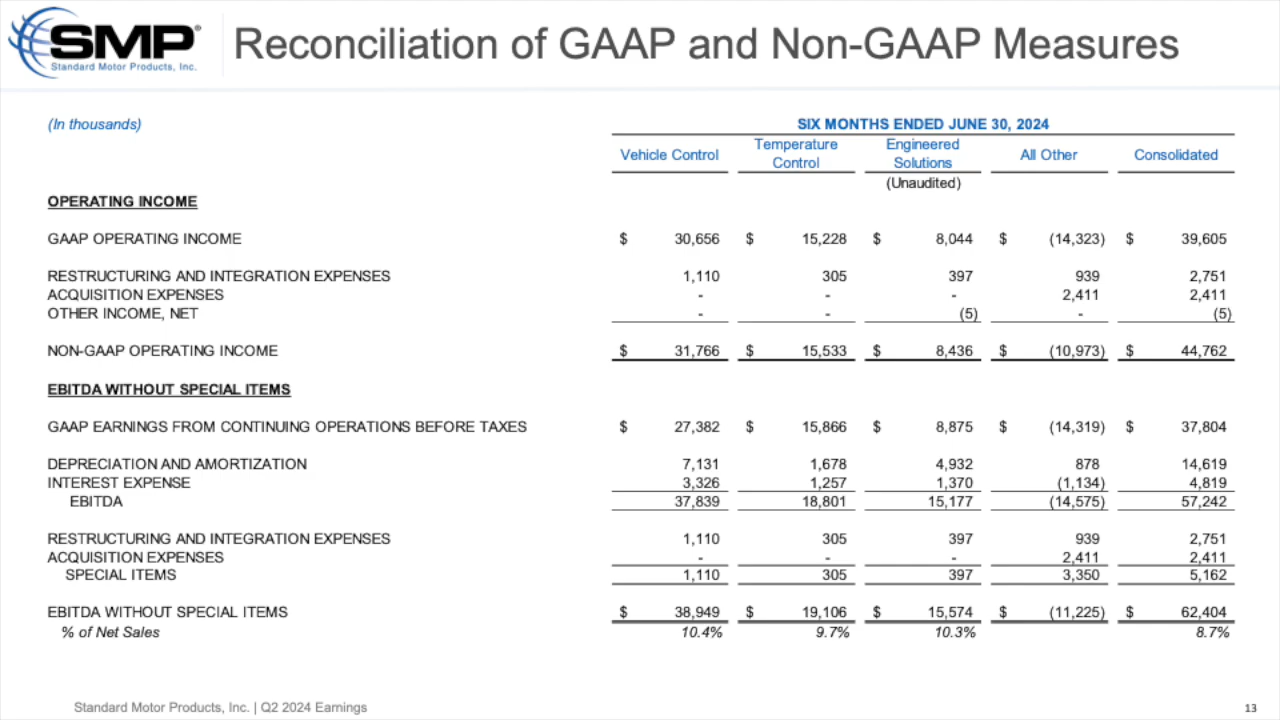 SMP®
Standard Motor Products, Inc.
Reconciliation of GAAP and Non-GAAP Measures
(In thousands) SIX MONTHS ENDED JUNE 30, 2024
Vehicle Control Temperature Control Engineered Solutions All Other Consolidated
(Unaudited)
OPERATING INCOME
GAAP OPERATING INCOME $ 30,656 $ 15,228 $ 8,044 $ (14,323) $ 39,605
RESTRUCTURING AND INTEGRATION EXPENSES 1,110 305 397 939 2,751
ACQUISITION EXPENSES - - - 2,411 2,411
OTHER INCOME, NET - - (5) - (5)
NON-GAAP OPERATING INCOME $ 31,766 $ 15,533 $ 8,436 $ (10,973) $ 44,762
EBITDA WITHOUT SPECIAL ITEMS
GAAP EARNINGS FROM CONTINUING OPERATIONS BEFORE TAXES $ 27,382 $ 15,866 $ 8,875 $ (14,319) $ 37,804
DEPRECIATION AND AMORTIZATION 7,131 1,678 4,932 878 14,619
INTEREST EXPENSE 3,326 1,257 1,370 (1,134) 4,819
EBITDA 37,839 18,801 15,177 (14,575) 57,242
RESTRUCTURING AND INTEGRATION EXPENSES 1,110 305 397 939 2,751
ACQUISITION EXPENSES - - - 2,411 2,411
SPECIAL ITEMS 1,110 305 397 3,350 5,162
EBITDA WITHOUT SPECIAL ITEMS $ 38,949 $ 19,106 $ 15,574 $ (11,225) $ 62,404
% of Net Sales 10.4% 9.7% 10.3% 8.7%
Standard Motor Products, Inc. | Q2 2024 Earnings 13